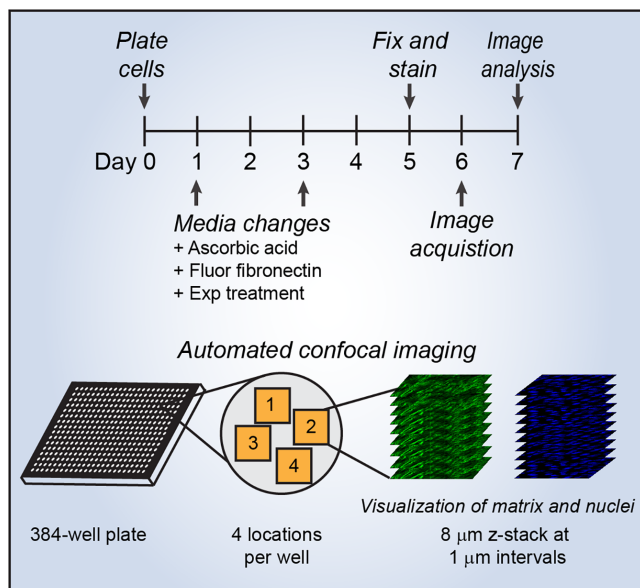 Plate cells
Fix and stain
Image analysis
Day 0 1 2 3 4 5 6 7
Media changes
+ Ascorbic acid
+ Fluor fibronectin
+ Exp treatment
Image acquistion
Automated confocal imaging
1
2
3
4
Visualization of matrix and nuclei
384-well plate
4 locations per well
8 μm z-stack at 1 μm intervals